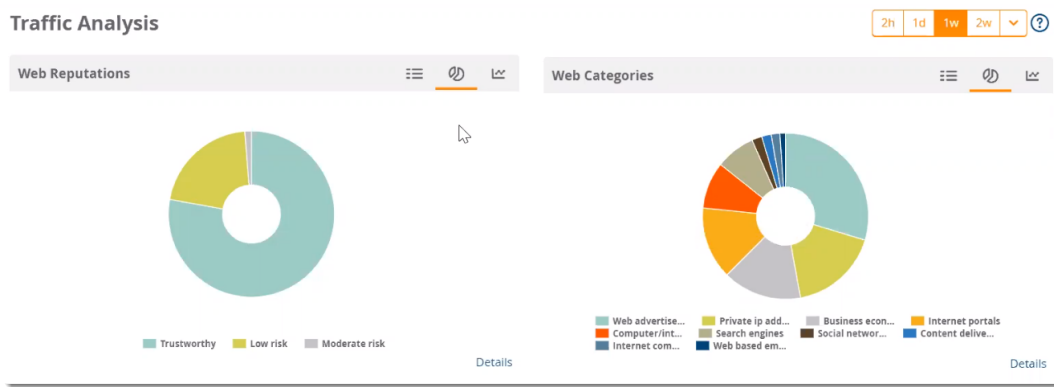 Traffic Analysis
2h 1d 1w 2w
Web Reputations
Web Categories
Trustworthy Low risk Moderate risk
Details
Web advertise... Private ip add... Business econ... Internet portals
Computer/int... Search engines Social networ... Content delive...
Internet com... Web based em...
Details